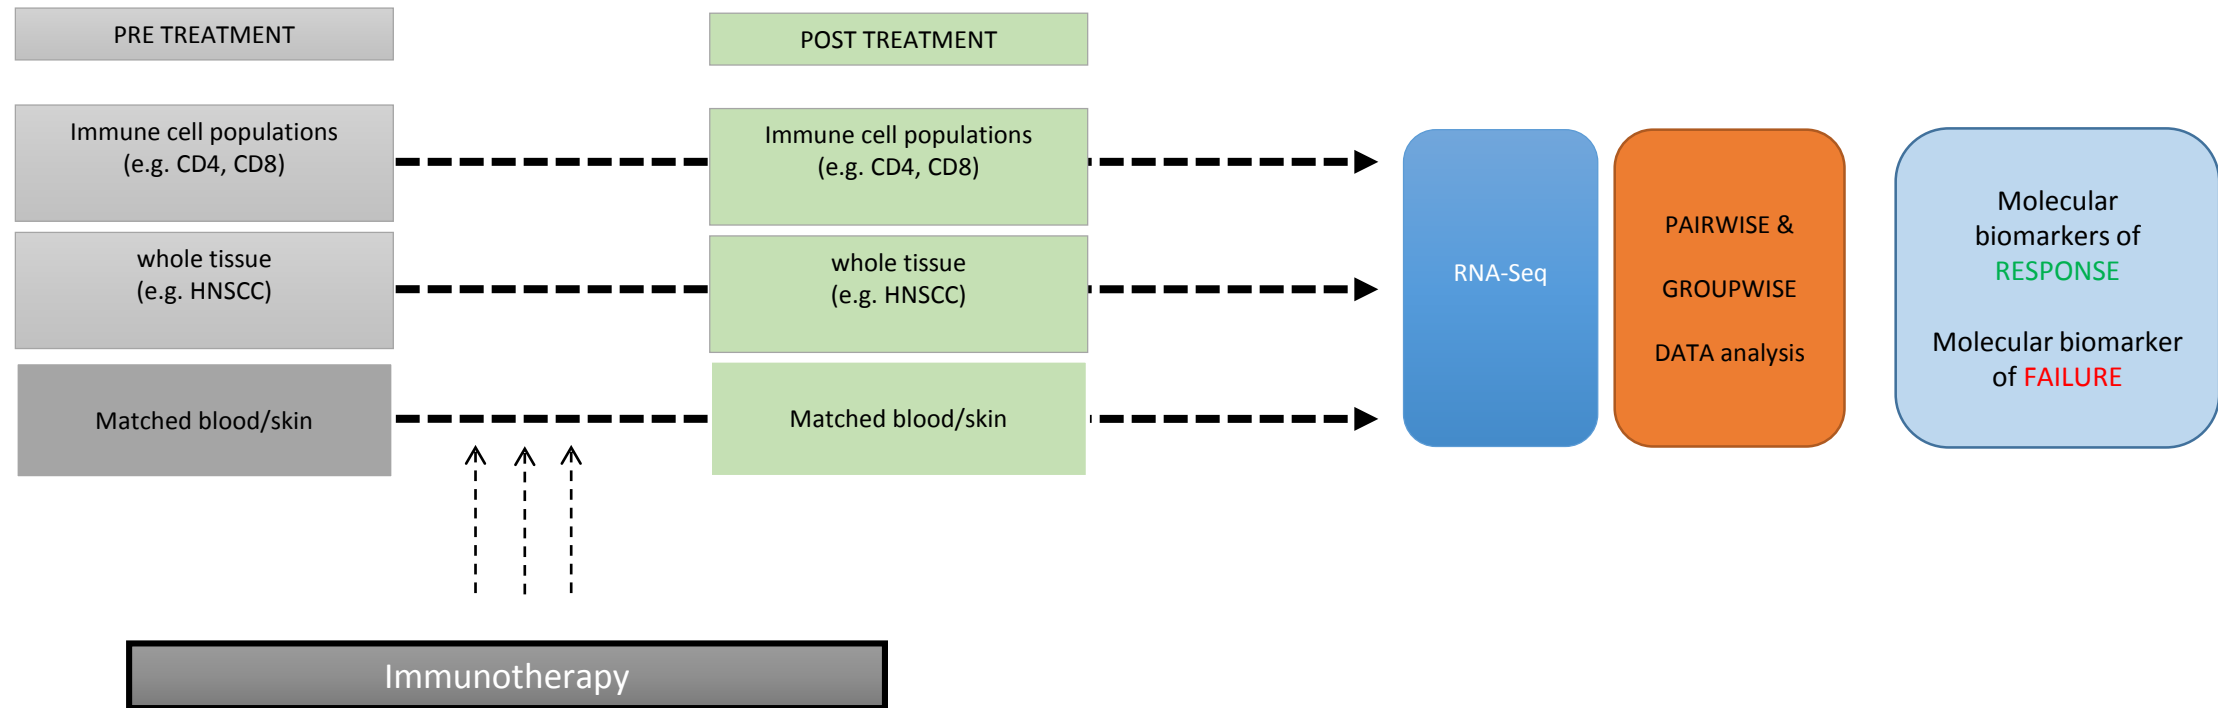 PRE TREATMENT
POST TREATMENT
Immune cell populations
(e.g. CD4, CD8)
Immune cell populations
(e.g. CD4, CD8)
whole tissue
(e.g. HNSCC)
whole tissue
(e.g. HNSCC)
Matched blood/skin
Matched blood/skin
RNA-Seq
PAIRWISE &
GROUPWISE
DATA analysis
Molecular
biomarkers of
RESPONSE
Molecular biomarker
of FAILURE
Immunotherapy